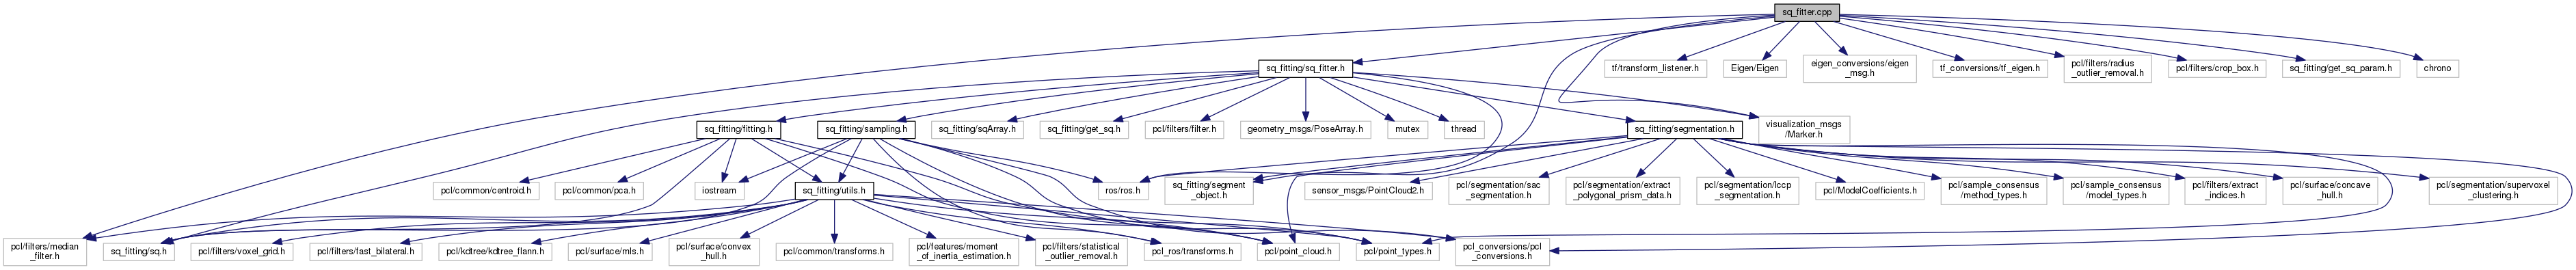 sq_fitter.cpp
sq_fitting/sq_fitter.h
tf/transform_listener.h
Eigen/Eigen
eigen_conversions/eigen
_msg.h
tf_conversions/tf_eigen.h
pcl/filters/radius
_outlier_removal.h
pcl/filters/crop_box.h
sq_fitting/get_sq_param.h
chrono
sq_fitting/fitting.h
sq_fitting/sampling.h
sq_fitting/sqArray.h
sq_fitting/get_sq.h
pcl/filters/filter.h
geometry_msgs/PoseArray.h
mutex
thread
sq_fitting/segmentation.h
visualization_msgs
/Marker.h
pcl/common/centroid.h
pcl/common/pca.h
iostream
sq_fitting/utils.h
ros/ros.h
sq_fitting/segment
_object.h
sensor_msgs/PointCloud2.h
pcl/segmentation/sac
_segmentation.h
pcl/segmentation/extract
_polygonal_prism_data.h
pcl/segmentation/lccp
_segmentation.h
pcl/ModelCoefficients.h
pcl/sample_consensus
/method_types.h
pcl/sample_consensus
/model_types.h
pcl/filters/extract
_indices.h
pcl/surface/concave
_hull.h
pcl/segmentation/supervoxel
_clustering.h
pcl/filters/median
_filter.h
sq_fitting/sq.h
pcl/filters/voxel_grid.h
pcl/filters/fast_bilateral.h
pcl/kdtree/kdtree_flann.h
pcl/surface/mls.h
pcl/surface/convex
_hull.h
pcl/common/transforms.h
pcl/features/moment
_of_inertia_estimation.h
pcl/filters/statistical
_outlier_removal.h
pcl_ros/transforms.h
pcl/point_cloud.h
pcl/point_types.h
pcl_conversions/pcl
_conversions.h